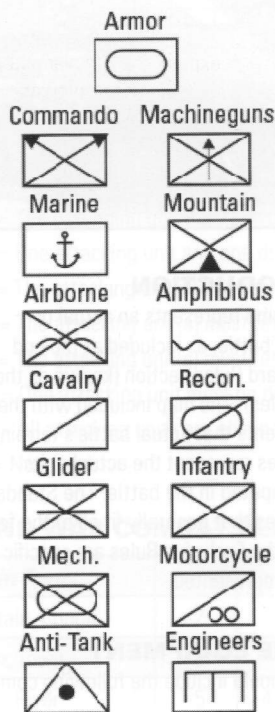 Armor
Commando Machineguns
Marine Mountain
Airborne Amphibious
Cavalry Recon.
Glider Infantry
Mech. Motorcycle
Anti-Tank Engineers